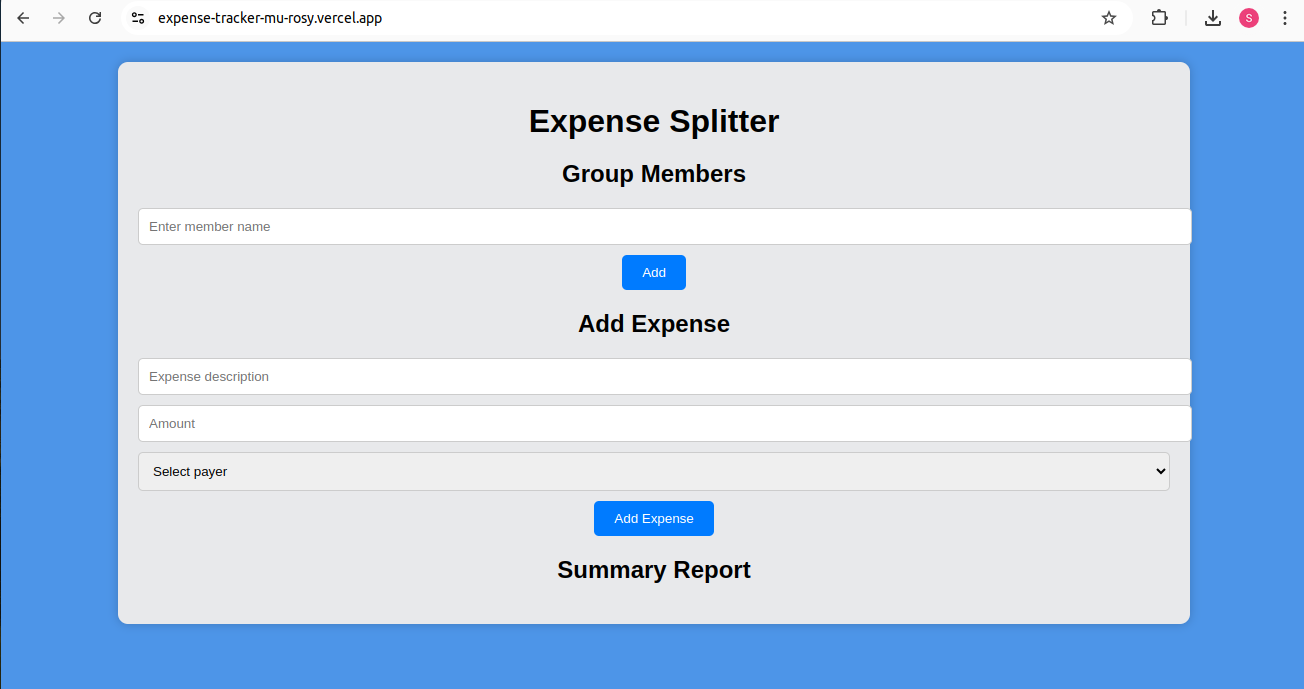 expense-tracker-mu-rosy.vercel.app
S
Expense Splitter
Group Members
Enter member name
Add
Add Expense
Expense description
Amount
Select payer
Add Expense
Summary Report